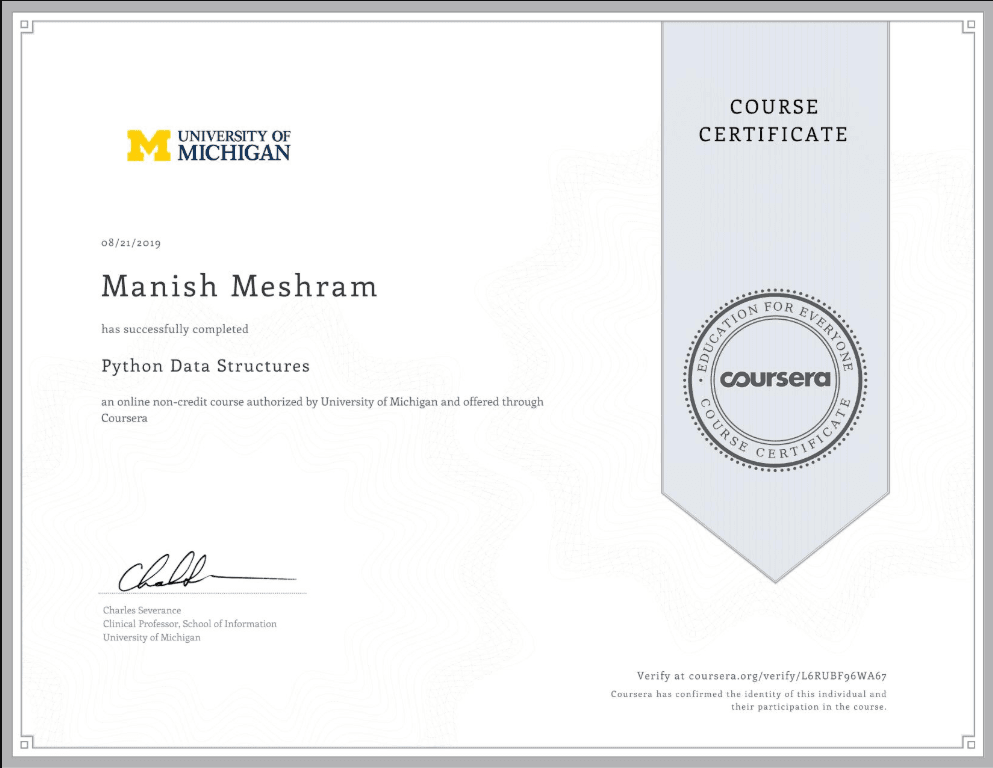 UNIVERSITY OF
MICHIGAN
COURSE
CERTIFICATE
08/21/2019
Manish Meshram
has successfully completed
Python Data Structures
an online non-credit course authorized by University of Michigan and offered through
Coursera
EDUCATION FOR EVERYONE
coursera
COURSE CERTIFICATE
Charles Severance
Clinical Professor, School of Information
University of Michigan
Verify at coursera.org/verify/L6RUBF96WA67
Coursera has confirmed the identity of this individual and
their participation in the course.